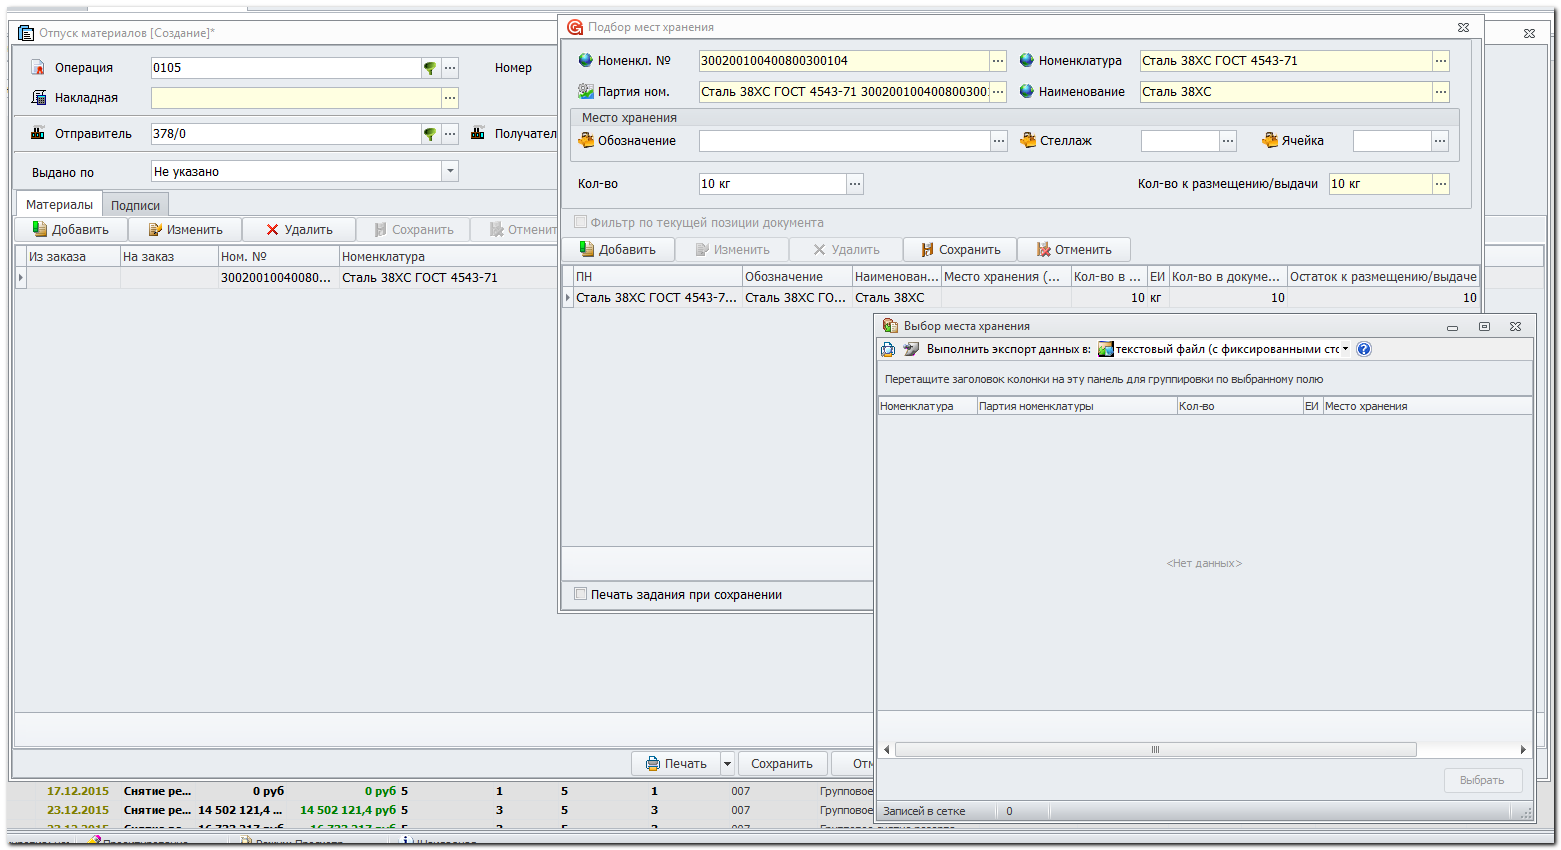 Отпуск материалов [Создание]*
Операция 0105 Номер
Накладная
Отправитель 378/0 Получател
Выдано по Не указано
Материалы Подписи
Добавить Изменить Удалить Сохранить Отменит
Из заказа На заказ Ном. № Номенклатура
30020010040080... Сталь 38ХС ГОСТ 4543-71
Печать Сохранить Отм
Подбор мест хранения
Номенкл. № 300200100400800300104 Номенклатура Сталь 38ХС ГОСТ 4543-71
Партия ном. Сталь 38ХС ГОСТ 4543-71 300200100400800300: Наименование Сталь 38ХС
Место хранения
Обозначение Стеллаж Ячейка
Кол-во 10 кг Кол-во к размещению/выдачи 10 кг
Фильтр по текущей позиции документа
Добавить Изменить Удалить Сохранить Отменить
ПН Обозначение Наименован... Место хранения (... Кол-во в ... ЕИ Кол-во в докуме... Остаток к размещению/выдаче
Сталь 38ХС ГОСТ 4543-7... Сталь 38ХС ГО... Сталь 38ХС 10 кг 10 10
Печать задания при сохранении
Выбор места хранения
Выполнить экспорт данных в: текстовый файл (с фиксированными стс
Перетащите заголовок колонки на эту панель для группировки по выбранному полю
Номенклатура Партия номенклатуры Кол-во ЕИ Место хранения
<Нет данных>
Выбрать
Записей в сетке 0
17.12.2015 Снятие ре... 0 руб 0 руб 5 1 5 1 007 Групповое
23.12.2015 Снятие ре... 14 502 121,4 ... 14 502 121,4 руб 5 3 5 3 007 Групповое